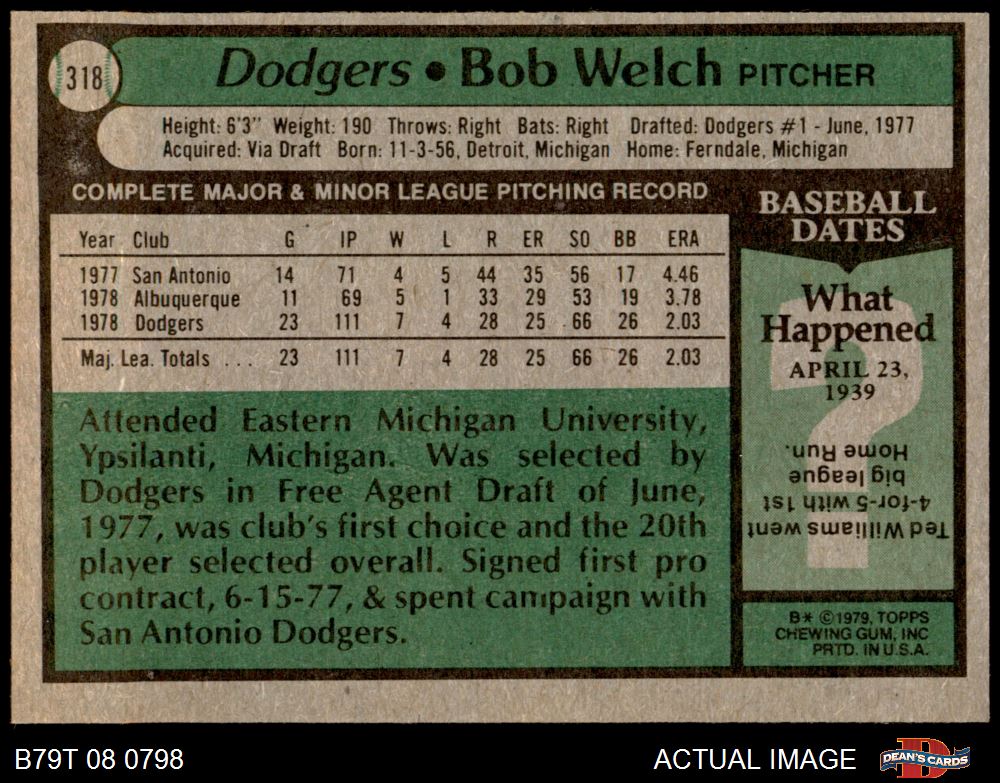 318
Dodgers • Bob Welch PITCHER
Height: 6'3" Weight: 190 Throws: Right Bats: Right Drafted: Dodgers #1 - June, 1977
Acquired: Via Draft Born: 11-3-56, Detroit, Michigan Home: Ferndale, Michigan
COMPLETE MAJOR & MINOR LEAGUE PITCHING RECORD
Year Club G IP W L R ER SO BB ERA
1977 San Antonio 14 71 4 5 44 35 56 17 4.46
1978 Albuquerque 11 69 5 1 33 29 53 19 3.78
1978 Dodgers 23 111 7 4 28 25 66 26 2.03
Maj. Lea. Totals ... 23 111 7 4 28 25 66 26 2.03
Attended Eastern Michigan University,
Ypsilanti, Michigan. Was selected by
Dodgers in Free Agent Draft of June,
1977, was club's first choice and the 20th
player selected overall. Signed first pro
contract, 6-15-77, & spent campaign with
San Antonio Dodgers.
BASEBALL
DATES
?
What
Happened
APRIL 23,
1939
Ted Williams went
4-for-5 with 1st
big league
Home Run.
B* ©1979, TOPPS
CHEWING GUM, INC
PRTD. IN U.S.A.
B79T 08 0798
ACTUAL IMAGE
D
DEAN'S CARDS